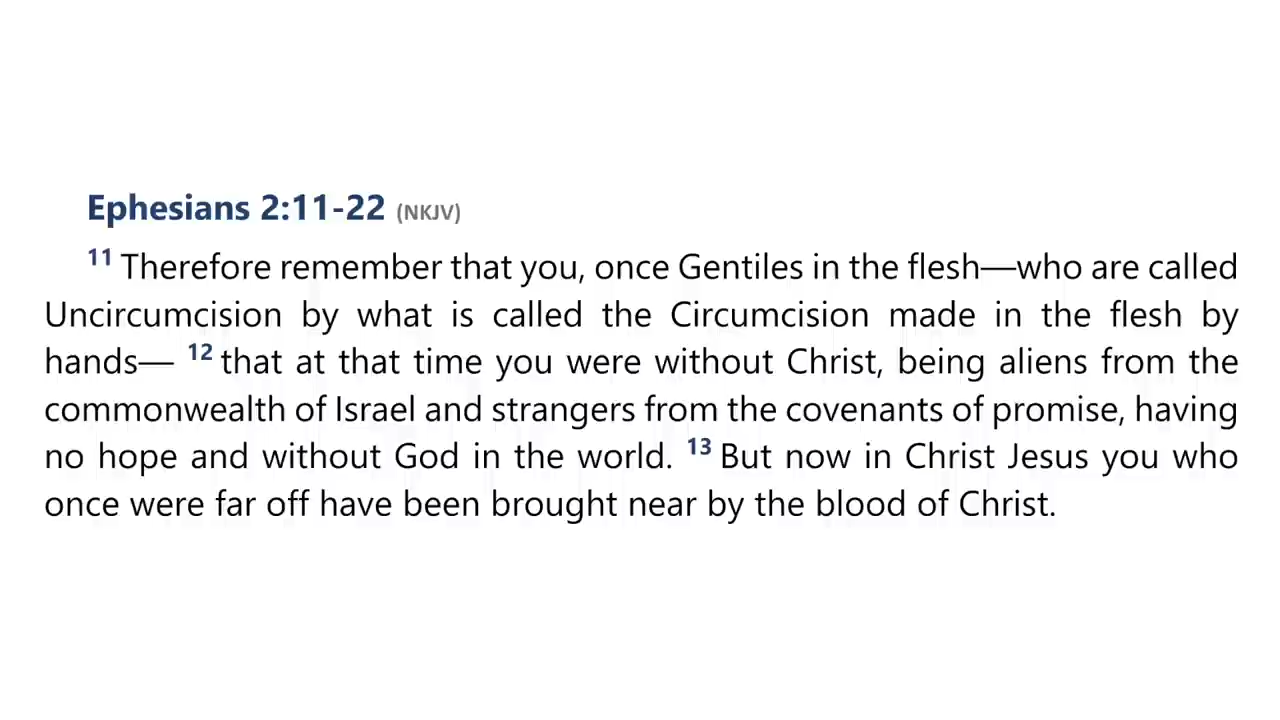 Ephesians 2:11-22 (NKJV)
11 Therefore remember that you, once Gentiles in the flesh—who are called
Uncircumcision by what is called the Circumcision made in the flesh by
hands— 12 that at that time you were without Christ, being aliens from the
commonwealth of Israel and strangers from the covenants of promise, having
no hope and without God in the world. 13 But now in Christ Jesus you who
once were far off have been brought near by the blood of Christ.